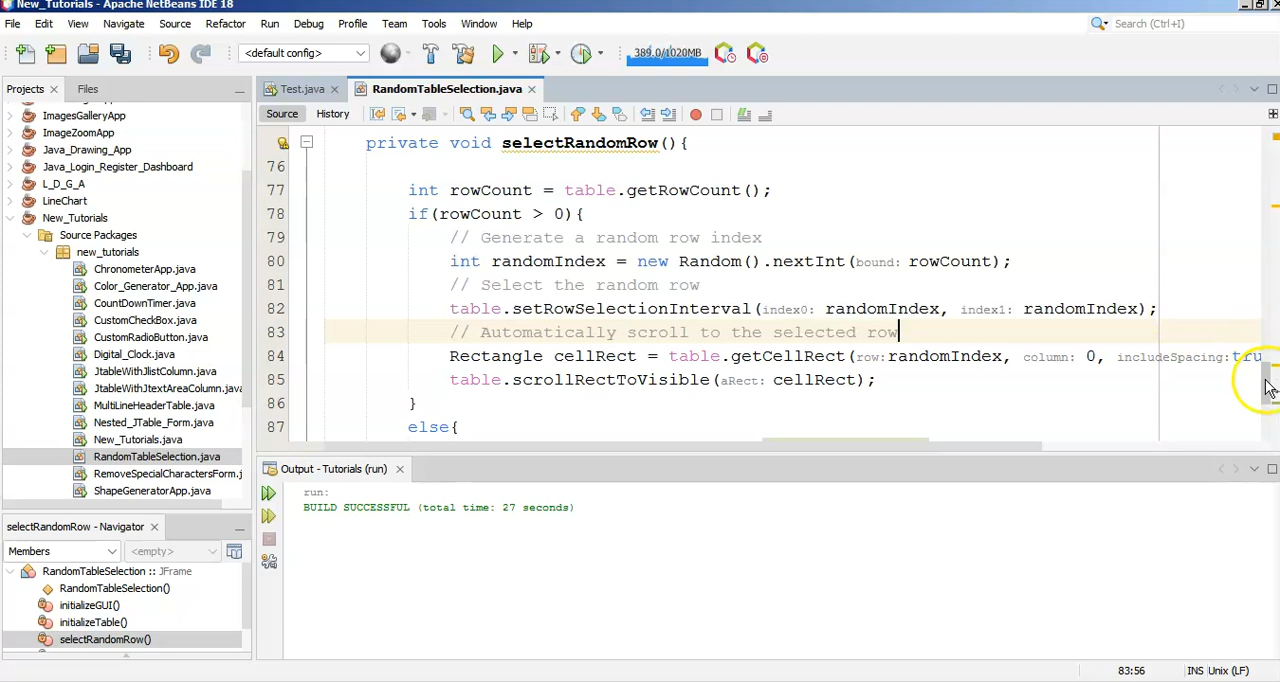 New_Tutorials - Apache NetBeans IDE 18
File Edit View Navigate Source Refactor Run Debug Profile Team Tools Window Help
Search (Ctrl+I)
<default config>
389.0/1020MB
Projects
Files
Test.java
RandomTableSelection.java
Source
History
ImagesGalleryApp
ImageZoomApp
Java_Drawing_App
Java_Login_Register_Dashboard
L_D_G_A
LineChart
New_Tutorials
Source Packages
new_tutorials
ChronometerApp.java
Color_Generator_App.java
CountDownTimer.java
CustomCheckBox.java
CustomRadioButton.java
Digital_Clock.java
JtableWithJlistColumn.java
JtableWithJtextAreaColumn.java
MultiLineHeaderTable.java
Nested_JTable_Form.java
New_Tutorials.java
RandomTableSelection.java
RemoveSpecialCharactersForm.j
ShapeGeneratorApp.java
private void selectRandomRow(){
76
77 int rowCount = table.getRowCount();
78 if(rowCount > 0){
79 // Generate a random row index
80 int randomIndex = new Random().nextInt(bound: rowCount);
81 // Select the random row
82 table.setRowSelectionInterval(index0: randomIndex, index1: randomIndex);
83 // Automatically scroll to the selected row
84 Rectangle cellRect = table.getCellRect(row:randomIndex, column: 0, includeSpacing:tru
85 table.scrollRectToVisible(aRect: cellRect);
86 }
87 else{
Output - Tutorials (run)
run:
BUILD SUCCESSFUL (total time: 27 seconds)
selectRandomRow - Navigator
Members
<empty>
RandomTableSelection :: JFrame
RandomTableSelection()
initializeGUI()
initializeTable()
selectRandomRow()
83:56
INS Unix (LF)